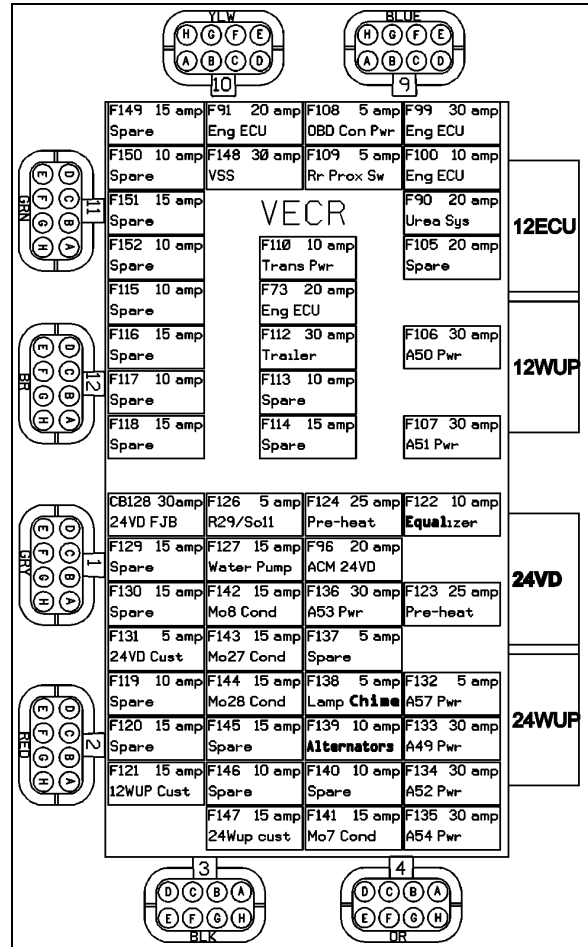 YLW
H G F E
A B C D
10
BLUE
H G F E
A B C D
9
F149 15 amp
Spare
F91 20 amp
Eng ECU
F108 5 amp
OBD Con Pwr
F99 30 amp
Eng ECU
F150 10 amp
Spare
F148 30 amp
VSS
F109 5 amp
Rr Prox Sw
F100 10 amp
Eng ECU
F151 15 amp
Spare
VECR
F90 20 amp
Urea Sys
F152 10 amp
Spare
F110 10 amp
Trans Pwr
F105 20 amp
Spare
F115 10 amp
Spare
F73 20 amp
Eng ECU
F116 15 amp
Spare
F112 30 amp
Trailer
F106 30 amp
A50 Pwr
F117 10 amp
Spare
F113 10 amp
Spare
F118 15 amp
Spare
F114 15 amp
Spare
F107 30 amp
A51 Pwr
12ECU
12WUP
GRN
E F G H
D C B A
11
BR
E F G H
D C B A
12
CB128 30amp
24VD FJB
F126 5 amp
R29/Sol1
F124 25 amp
Pre-heat
F122 10 amp
Equalizer
F129 15 amp
Spare
F127 15 amp
Water Pump
F96 20 amp
ACM 24VD
F130 15 amp
Spare
F142 15 amp
Mo8 Cond
F136 30 amp
A53 Pwr
F123 25 amp
Pre-heat
F131 5 amp
24VD Cust
F143 15 amp
Mo27 Cond
F137 5 amp
Spare
F119 10 amp
Spare
F144 15 amp
Mo28 Cond
F138 5 amp
Lamp Chime
F132 5 amp
A57 Pwr
F120 15 amp
Spare
F145 15 amp
Spare
F139 10 amp
Alternators
F133 30 amp
A49 Pwr
F121 15 amp
12WUP Cust
F146 10 amp
Spare
F140 10 amp
Spare
F134 30 amp
A52 Pwr
F147 15 amp
24Wup cust
F141 15 amp
Mo7 Cond
F135 30 amp
A54 Pwr
24VD
24WUP
GRY
E F G H
D C B A
1
RED
E F G H
D C B A
2
3
D C B A
E F G H
BLK
4
D C B A
E F G H
OR